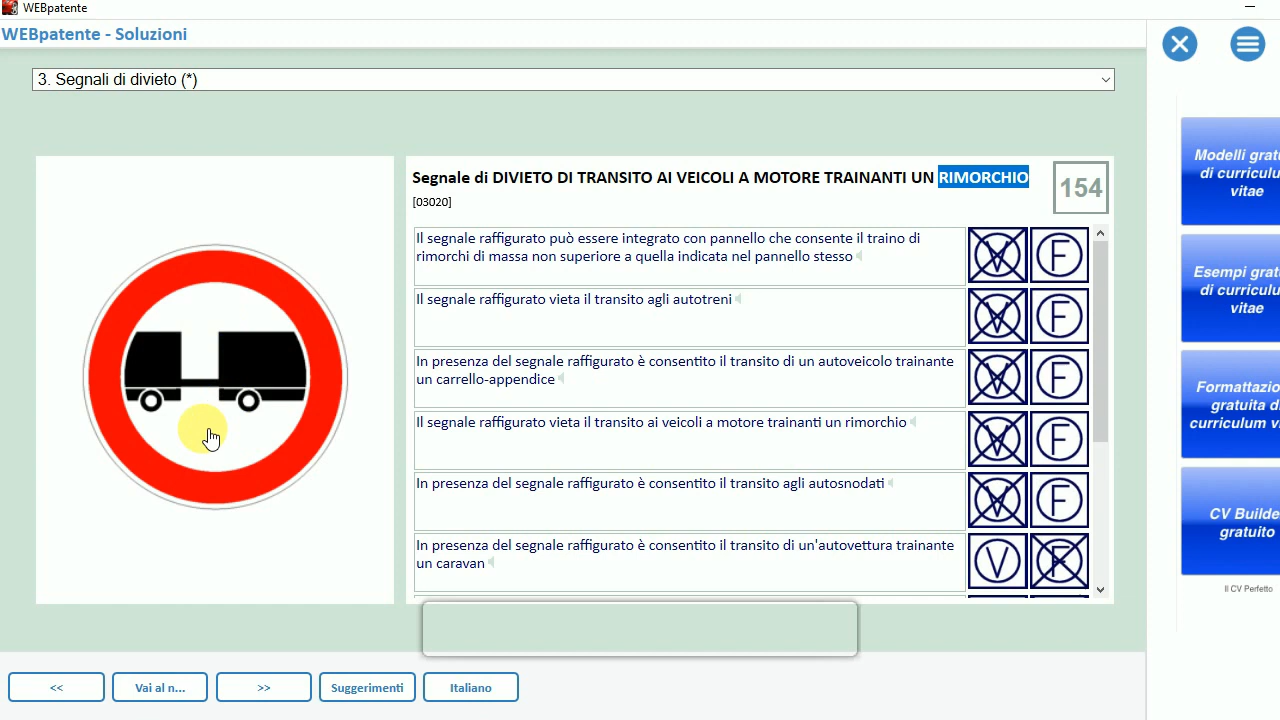 WEBpatente
WEBpatente - Soluzioni
3. Segnali di divieto (*)
Segnale di DIVIETO DI TRANSITO AI VEICOLI A MOTORE TRAINANTI UN RIMORCHIO
[03020]
154
Il segnale raffigurato può essere integrato con pannello che consente il traino di
rimorchi di massa non superiore a quella indicata nel pannello stesso
V F
Il segnale raffigurato vieta il transito agli autotreni
V F
In presenza del segnale raffigurato è consentito il transito di un autoveicolo trainante
un carrello-appendice
V F
Il segnale raffigurato vieta il transito ai veicoli a motore trainanti un rimorchio
V F
In presenza del segnale raffigurato è consentito il transito agli autosnodati
V F
In presenza del segnale raffigurato è consentito il transito di un'autovettura trainante
un caravan
V F
<<
Vai al n...
>>
Suggerimenti
Italiano
Modelli grat
di curriculu
vitae
Esempi grat
di curriculu
vitae
Formattazio
gratuita d
curriculum v
CV Builde
gratuito
Il CV Perfetto